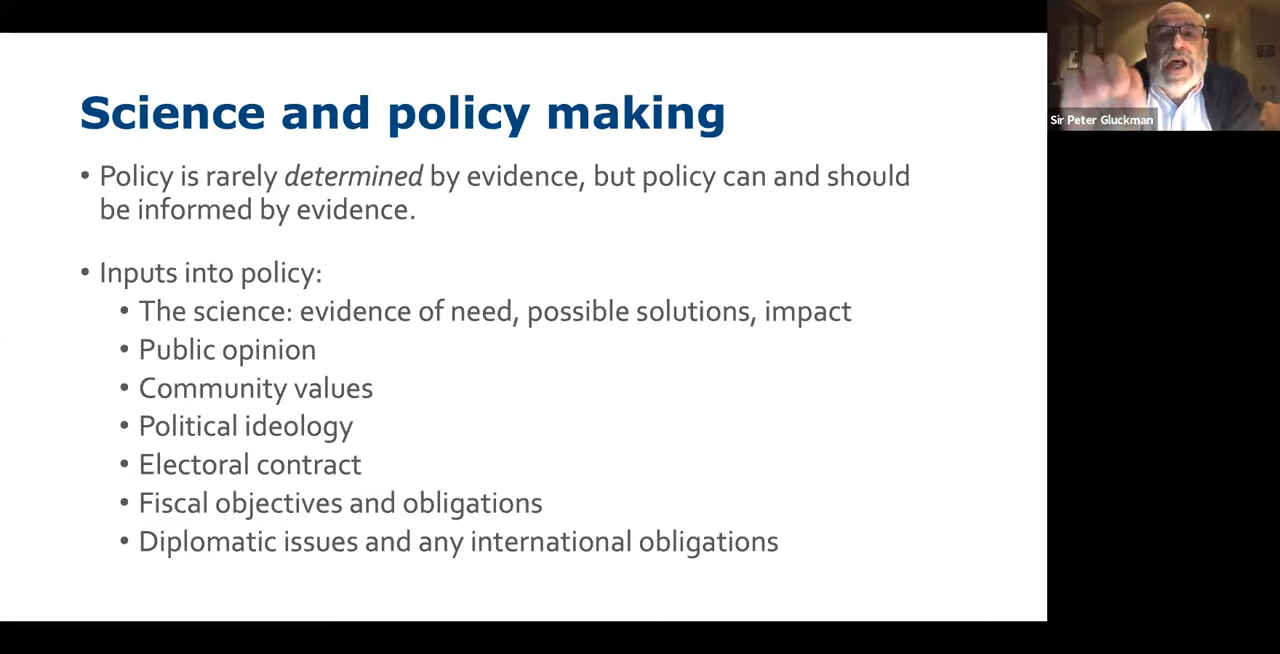 Science and policy making
• Policy is rarely determined by evidence, but policy can and should
be informed by evidence.
• Inputs into policy:
• The science: evidence of need, possible solutions, impact
• Public opinion
• Community values
• Political ideology
• Electoral contract
• Fiscal objectives and obligations
• Diplomatic issues and any international obligations
Sir Peter Gluckman